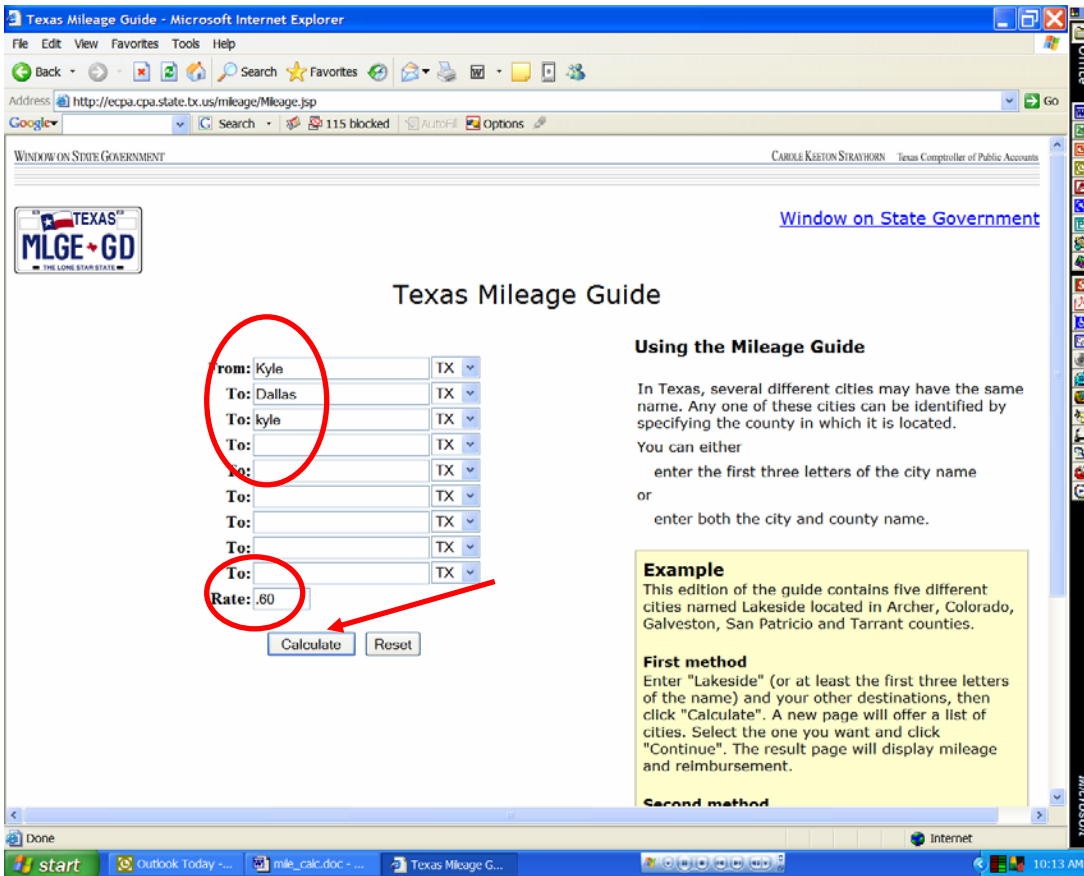 Texas Mileage Guide - Microsoft Internet Explorer
File Edit View Favorites Tools Help
Back Search Favorites
Address http://ecpa.cpa.state.tx.us/mileage/Mileage.jsp Go
Google Search 115 blocked AutoFill Options
WINDOW ON STATE GOVERNMENT CAROLE KEETON STRAYHORN Texas Comptroller of Public Accounts
TEXAS
MLGE GD
THE LONE STAR STATE
Window on State Government
Texas Mileage Guide
From: Kyle TX
To: Dallas TX
To: kyle TX
To: TX
To: TX
To: TX
To: TX
To: TX
To: TX
Rate: .60
Calculate Reset
Using the Mileage Guide
In Texas, several different cities may have the same
name. Any one of these cities can be identified by
specifying the county in which it is located.
You can either
enter the first three letters of the city name
or
enter both the city and county name.
Example
This edition of the guide contains five different
cities named Lakeside located in Archer, Colorado,
Galveston, San Patricio and Tarrant counties.
First method
Enter "Lakeside" (or at least the first three letters
of the name) and your other destinations, then
click "Calculate". A new page will offer a list of
cities. Select the one you want and click
"Continue". The result page will display mileage
and reimbursement.
Second method
Done Internet
start Outlook Today -... mile_calc.doc - ... Texas Mileage G... 10:13 AM
Office
Microsoft